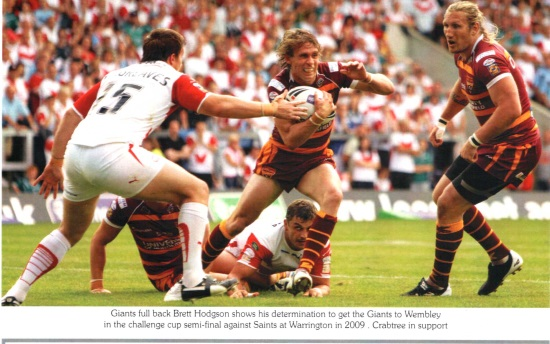 GREAVES
15
Giants full back Brett Hodgson shows his determination to get the Giants to Wembley
in the challenge cup semi-final against Saints at Warrington in 2009 . Crabtree in support